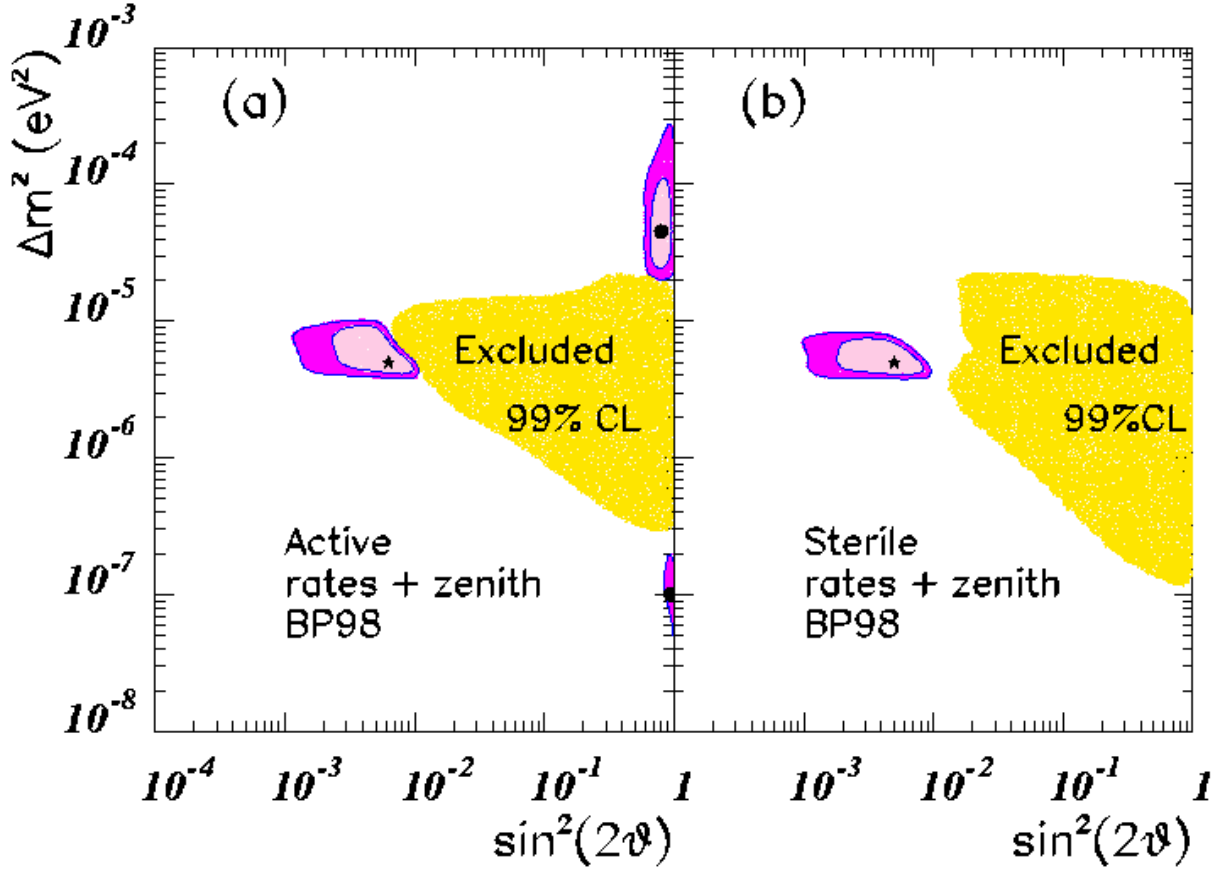 Δm² (eV²)
10⁻³
10⁻⁴
10⁻⁵
10⁻⁶
10⁻⁷
10⁻⁸
(a)
Excluded
99% CL
Active
rates + zenith
BP98
10⁻⁴ 10⁻³ 10⁻² 10⁻¹ 1
sin²(2ϑ)
(b)
Excluded
99%CL
Sterile
rates + zenith
BP98
10⁻³ 10⁻² 10⁻¹ 1
sin²(2ϑ)